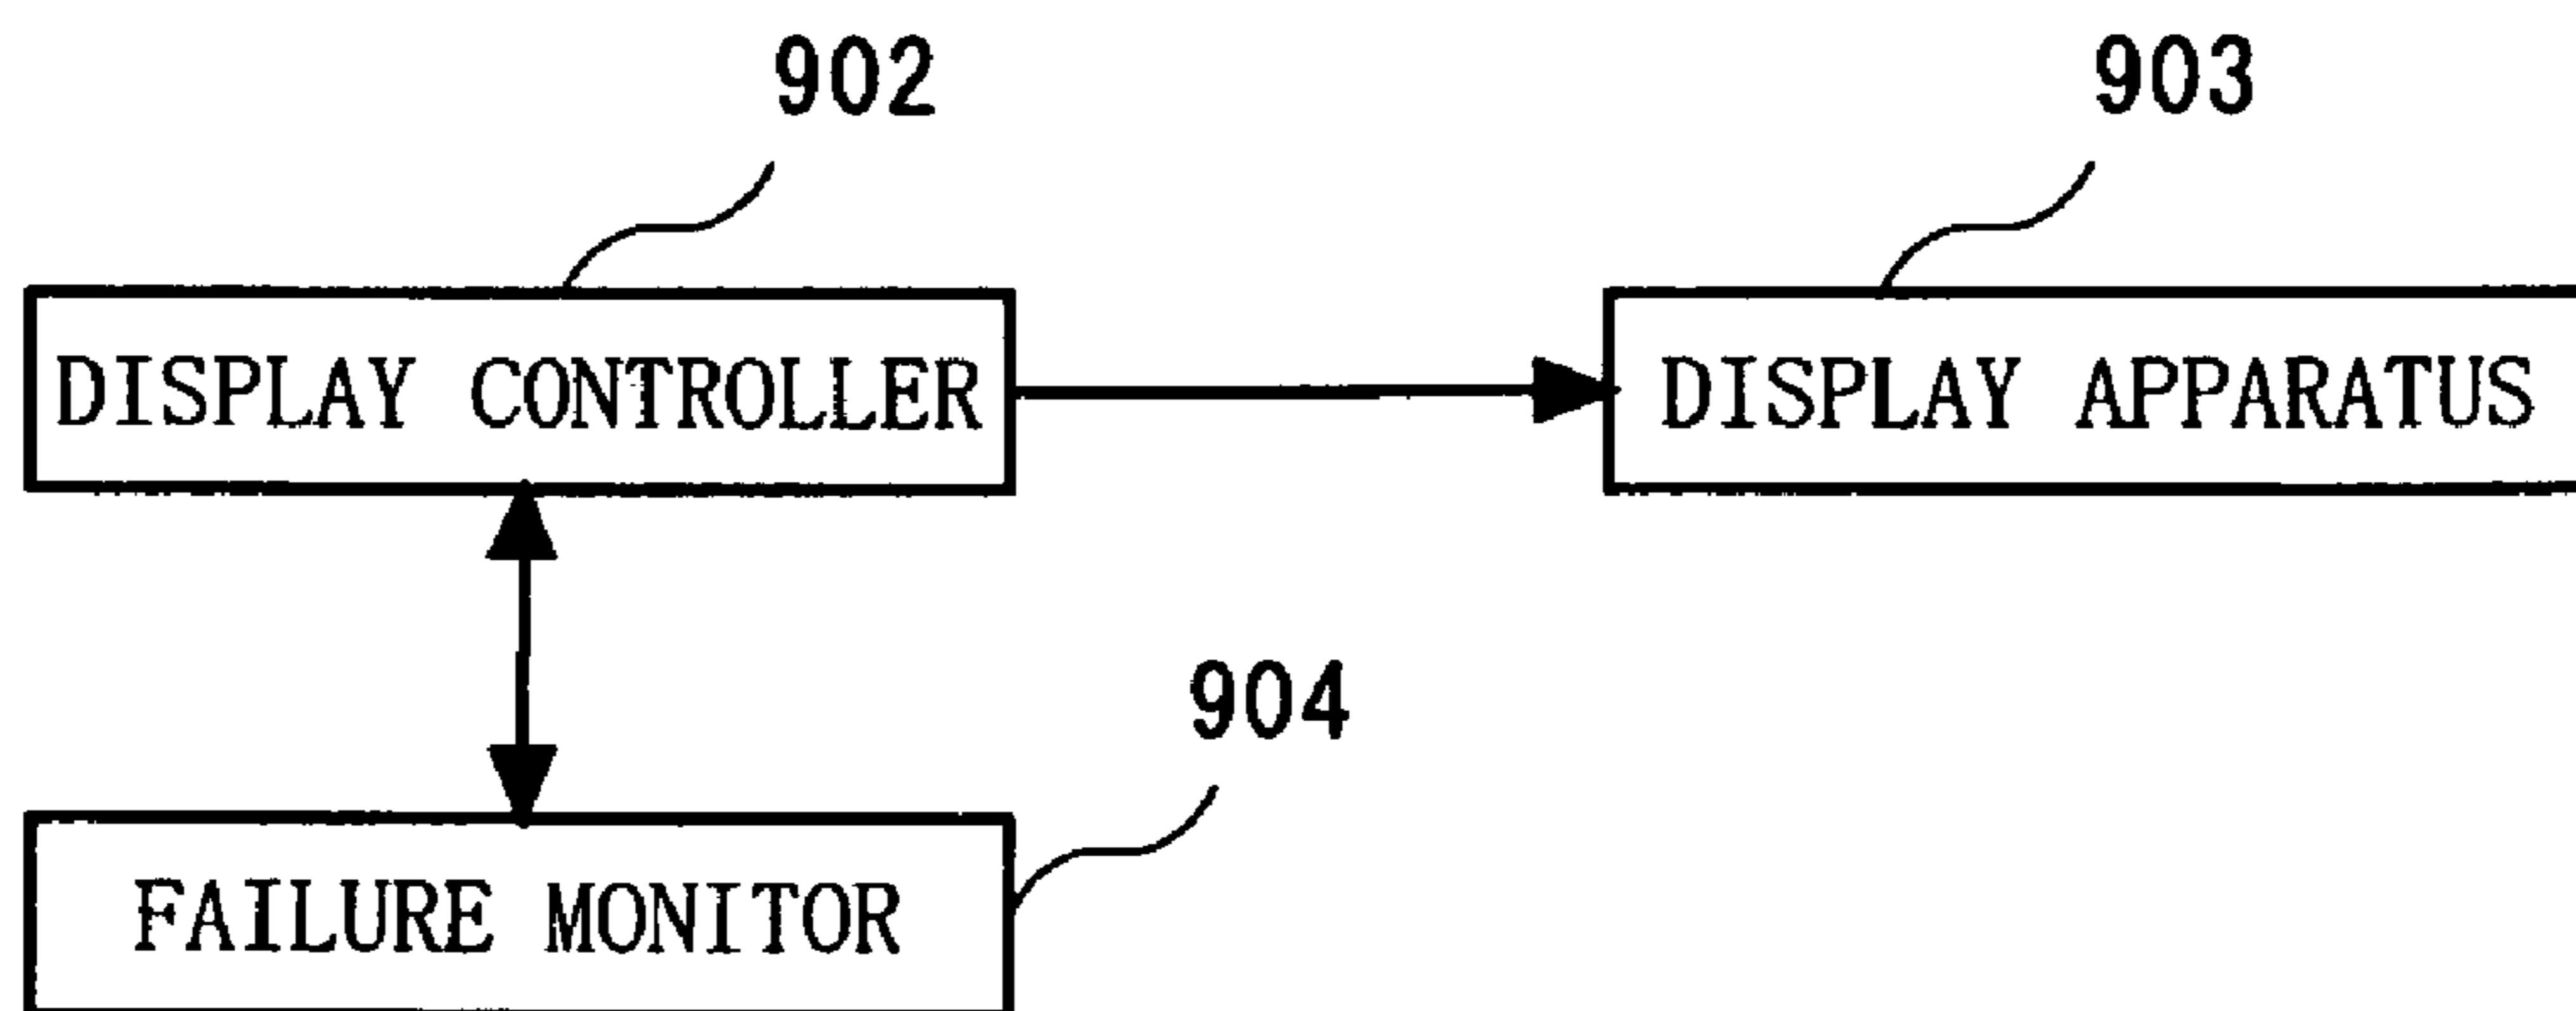 902
903
DISPLAY CONTROLLER
DISPLAY APPARATUS
904
FAILURE MONITOR